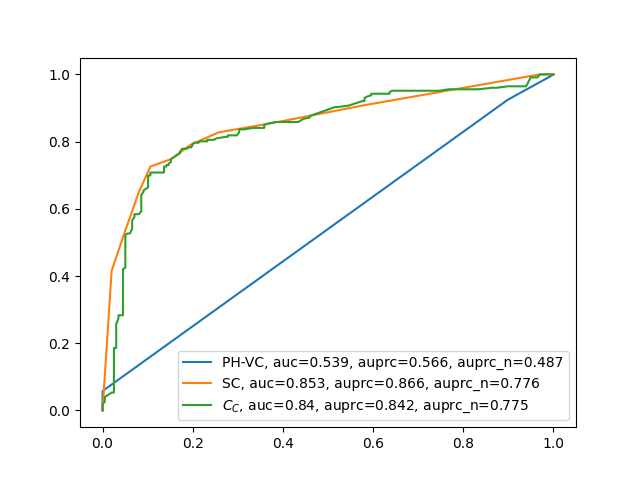 1.0
0.8
0.6
0.4
0.2
0.0
PH-VC, auc=0.539, auprc=0.566, auprc_n=0.487
SC, auc=0.853, auprc=0.866, auprc_n=0.776
C_C, auc=0.84, auprc=0.842, auprc_n=0.775
0.0 0.2 0.4 0.6 0.8 1.0